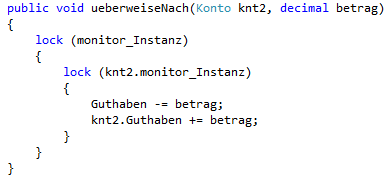 public void ueberweiseNach(Konto knt2, decimal betrag)
{
    lock (monitor_Instanz)
    {
        lock (knt2.monitor_Instanz)
        {
            Guthaben -= betrag;
            knt2.Guthaben += betrag;
        }
    }
}